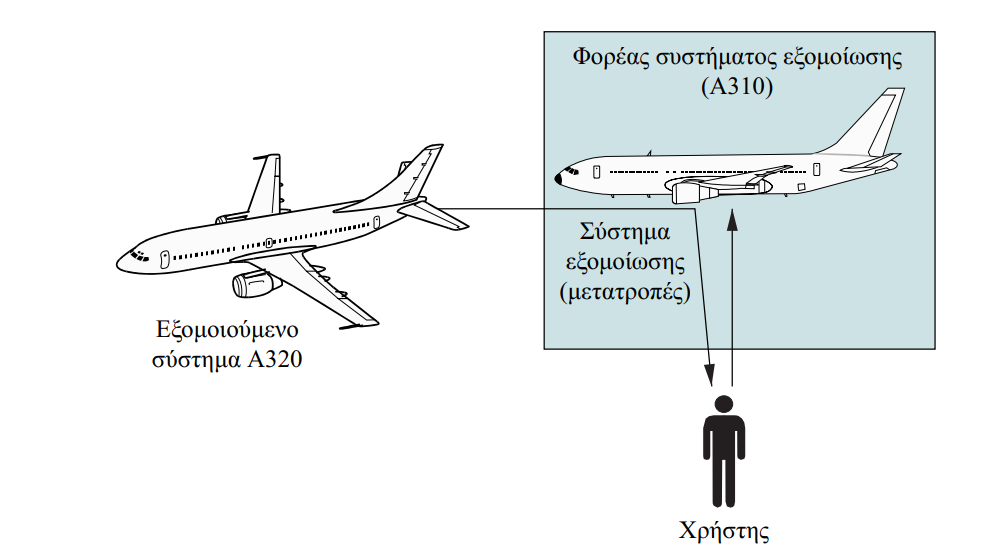 Φορέας συστήματος εξομοίωσης
(A310)
Σύστημα
εξομοίωσης
(μετατροπές)
Εξομοιούμενο
σύστημα A320
Χρήστης